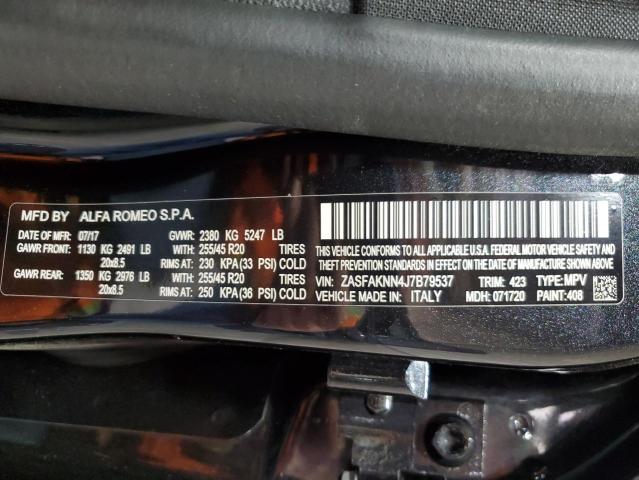 MFD BY ALFA ROMEO S.P.A.
DATE OF MFR: 07/17 GVWR: 2380 KG 5247 LB
GAWR FRONT: 1130 KG 2491 LB WITH: 255/45 R20 TIRES
20x8.5 RIMS AT: 230 KPA (33 PSI) COLD
GAWR REAR: 1350 KG 2976 LB WITH: 255/45 R20 TIRES
20x8.5 RIMS AT: 250 KPA (36 PSI) COLD
THIS VEHICLE CONFORMS TO ALL APPLICABLE U.S.A. FEDERAL MOTOR VEHICLE SAFETY AND
THEFT PREVENTION STANDARDS IN EFFECT ON THE DATE OF MANUFACTURE SHOWN ABOVE.
VIN: ZASFAKNN4J7B79537 TRIM: 423 TYPE: MPV
VEHICLE MADE IN: ITALY MDH: 071720 PAINT: 408